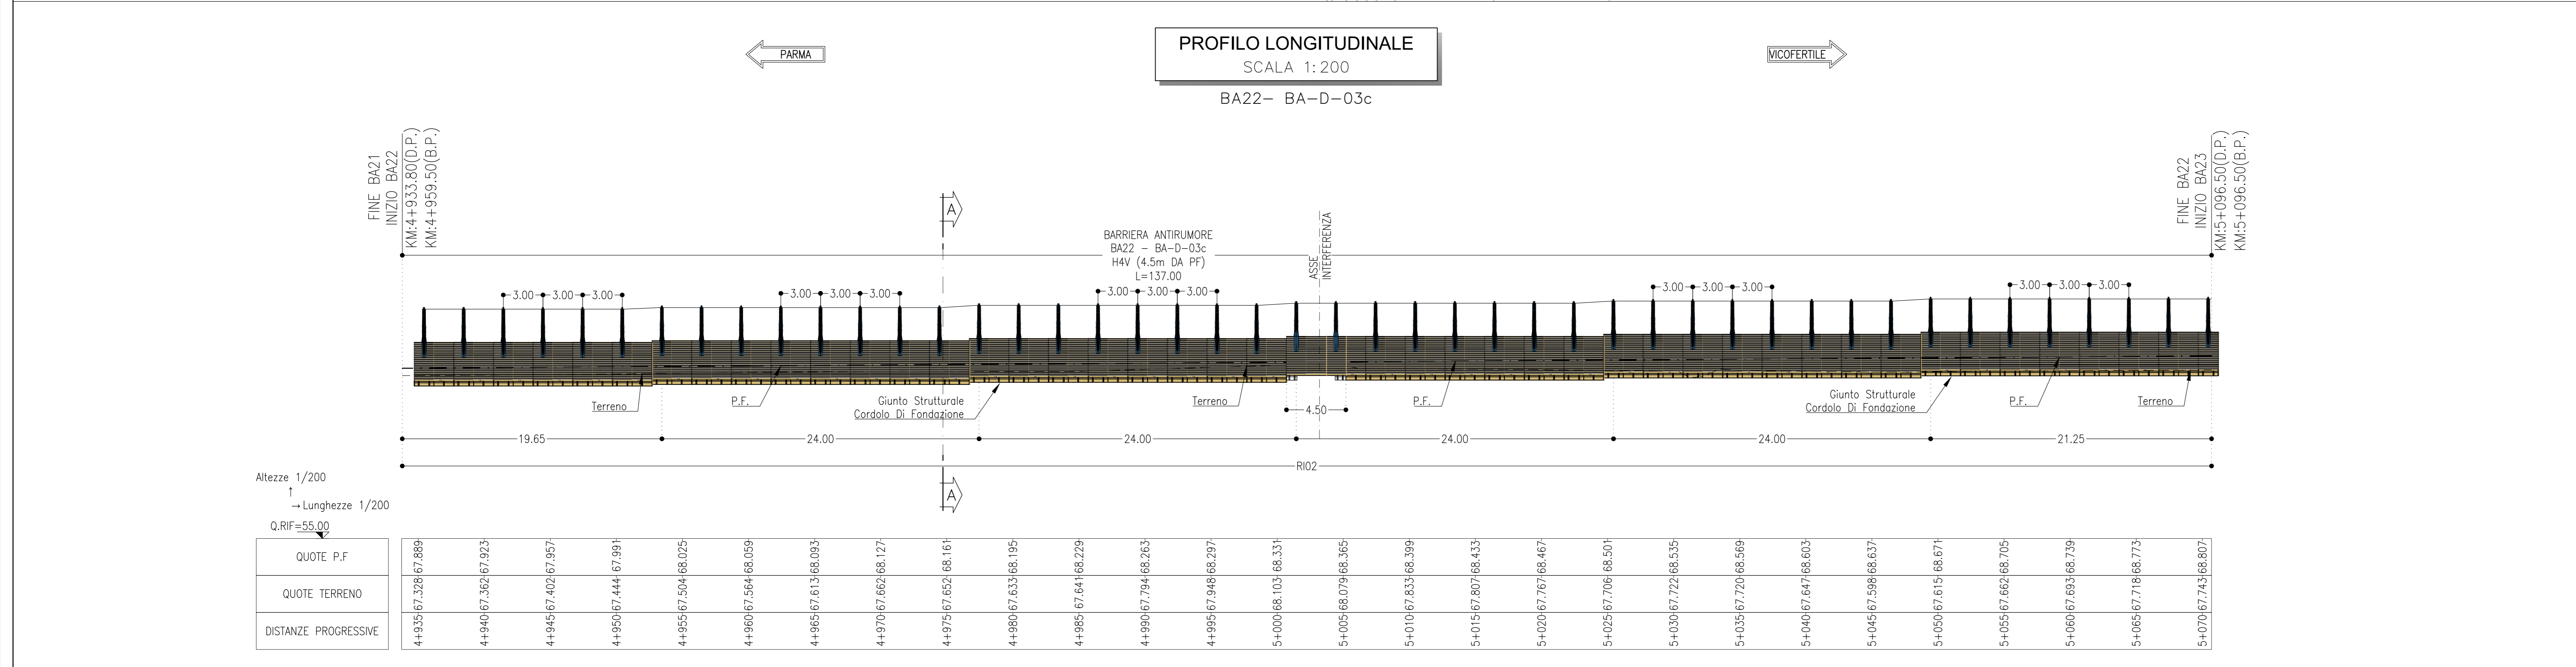 PARMA
PROFILO LONGITUDINALE
SCALA 1:200
VICOFERTILE
BA22- BA-D-03c
FINE BA21
INIZIO BA22
KM:4+933.80(D.P.)
KM:4+959.50(B.P.)
FINE BA22
INIZIO BA23
KM:5+096.50(D.P.)
KM:5+096.50(B.P.)
A
BARRIERA ANTIRUMORE
BA22 - BA-D-03c
H4V (4.5m DA PF)
L=137.00
ASSE
INTERFERENZA
3.00 3.00 3.00
3.00 3.00 3.00
3.00 3.00 3.00
3.00 3.00 3.00
3.00 3.00 3.00
Terreno
P.F.
Giunto Strutturale
Cordolo Di Fondazione
Terreno
4.50
P.F.
Giunto Strutturale
Cordolo Di Fondazione
P.F.
Terreno
19.65 24.00 24.00 24.00 24.00 21.25
RI02
A
Altezze 1/200
Lunghezze 1/200
Q.RIF=55.00
QUOTE P.F 67.889 67.923 67.957 67.991 68.025 68.059 68.093 68.127 68.161 68.195 68.229 68.263 68.297 68.331 68.365 68.399 68.433 68.467 68.501 68.535 68.569 68.603 68.637 68.671 68.705 68.739 68.773 68.807
QUOTE TERRENO 67.328 67.362 67.402 67.444 67.504 67.564 67.613 67.662 67.652 67.633 67.641 67.794 67.948 68.103 68.079 67.833 67.807 67.767 67.706 67.722 67.720 67.647 67.598 67.615 67.662 67.693 67.718 67.743
DISTANZE PROGRESSIVE 4+935 4+940 4+945 4+950 4+955 4+960 4+965 4+970 4+975 4+980 4+985 4+990 4+995 5+000 5+005 5+010 5+015 5+020 5+025 5+030 5+035 5+040 5+045 5+050 5+055 5+060 5+065 5+070